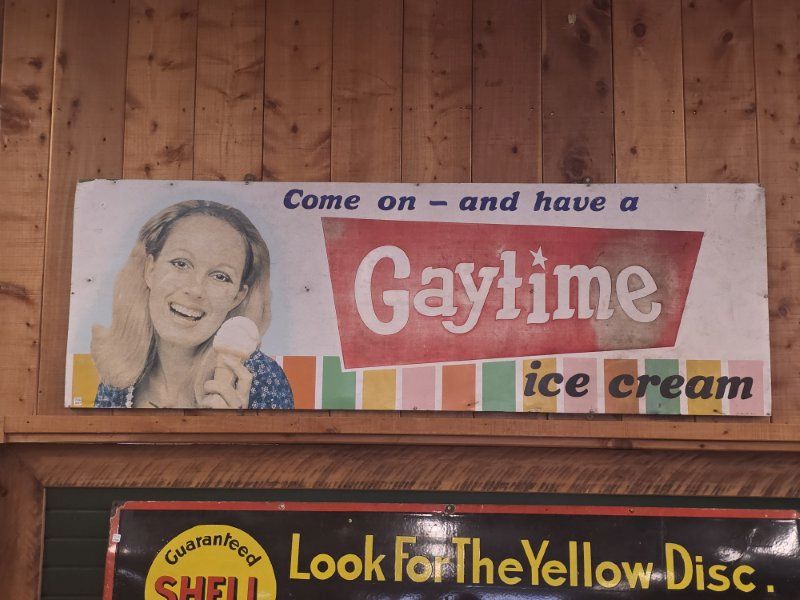 Come on – and have a
Gaytime
ice cream
Guaranteed
SHELL
Look For The Yellow Disc.